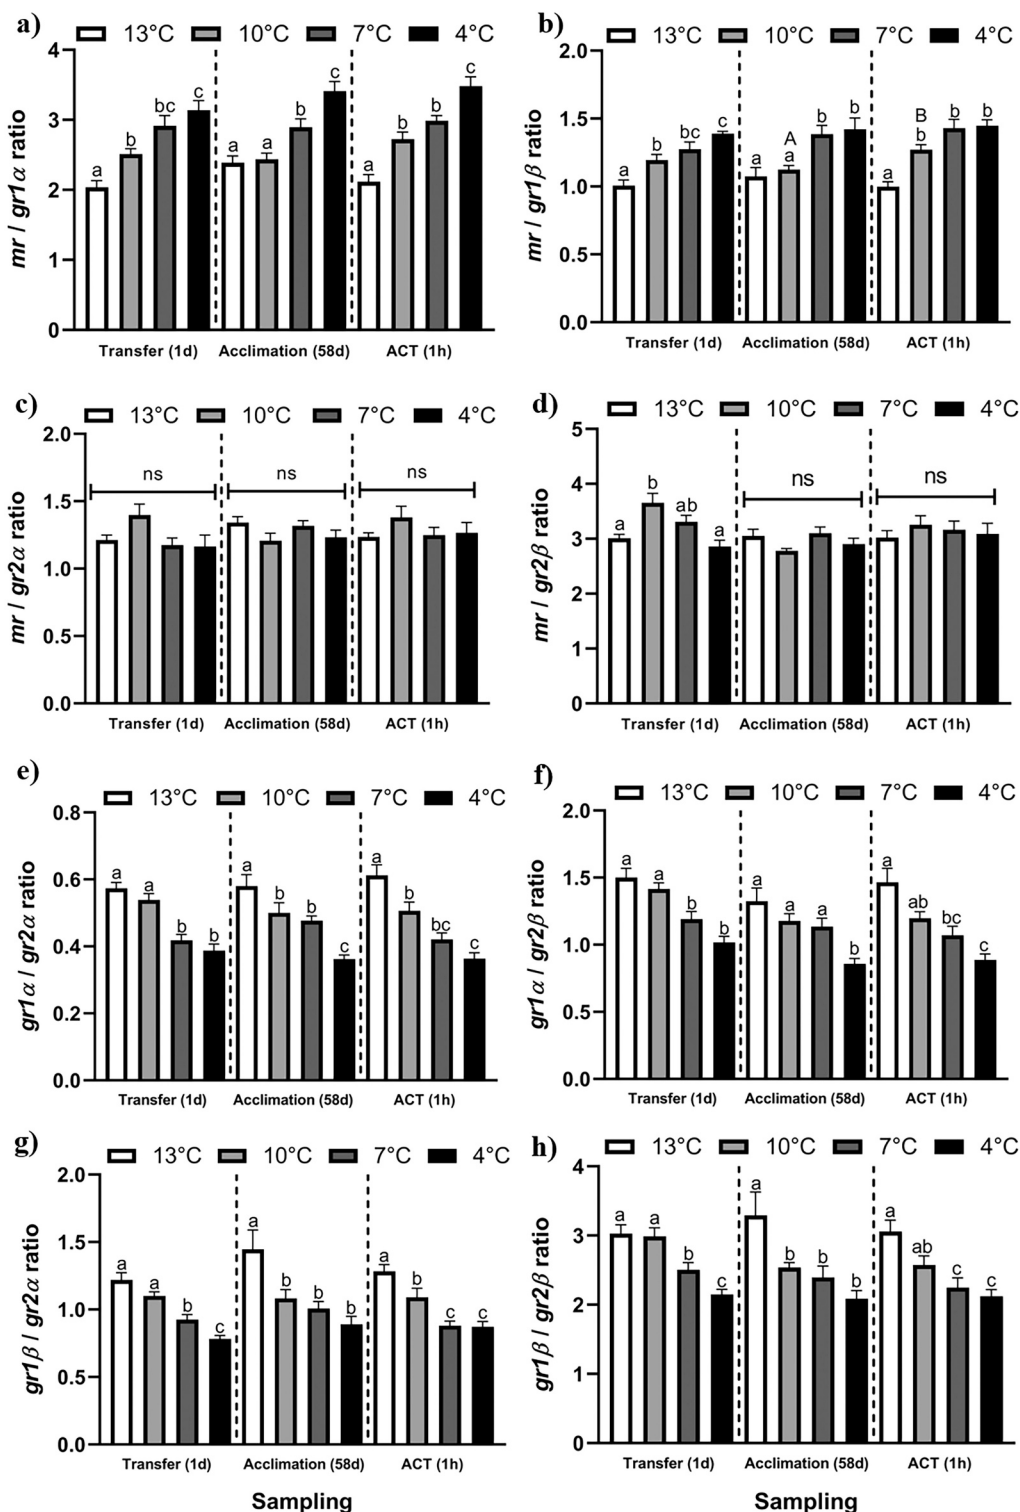 a)
13°C 10°C 7°C 4°C
mr / gr1α ratio
4
3
2
1
0
a b bc c
a a b c
a b b c
Transfer (1d) Acclimation (58d) ACT (1h)
b)
13°C 10°C 7°C 4°C
mr / gr1β ratio
2.0
1.5
1.0
0.5
0.0
A B
a b bc c
a a b b
a b b b
Transfer (1d) Acclimation (58d) ACT (1h)
c)
13°C 10°C 7°C 4°C
mr / gr2α ratio
2.0
1.5
1.0
0.5
0.0
ns ns ns
Transfer (1d) Acclimation (58d) ACT (1h)
d)
13°C 10°C 7°C 4°C
mr / gr2β ratio
5
4
3
2
1
0
a b ab a
ns ns
Transfer (1d) Acclimation (58d) ACT (1h)
e)
13°C 10°C 7°C 4°C
gr1α / gr2α ratio
0.8
0.6
0.4
0.2
0.0
a a b b
a b b c
a b bc c
Transfer (1d) Acclimation (58d) ACT (1h)
f)
13°C 10°C 7°C 4°C
gr1α / gr2β ratio
2.0
1.5
1.0
0.5
0.0
a a b b
a a a b
a ab bc c
Transfer (1d) Acclimation (58d) ACT (1h)
g)
13°C 10°C 7°C 4°C
gr1β / gr2α ratio
2.0
1.5
1.0
0.5
0.0
a a b c
a b b b
a b c c
Transfer (1d) Acclimation (58d) ACT (1h)
Sampling
h)
13°C 10°C 7°C 4°C
gr1β / gr2β ratio
4
3
2
1
0
a a b c
a b b b
a ab c c
Transfer (1d) Acclimation (58d) ACT (1h)
Sampling